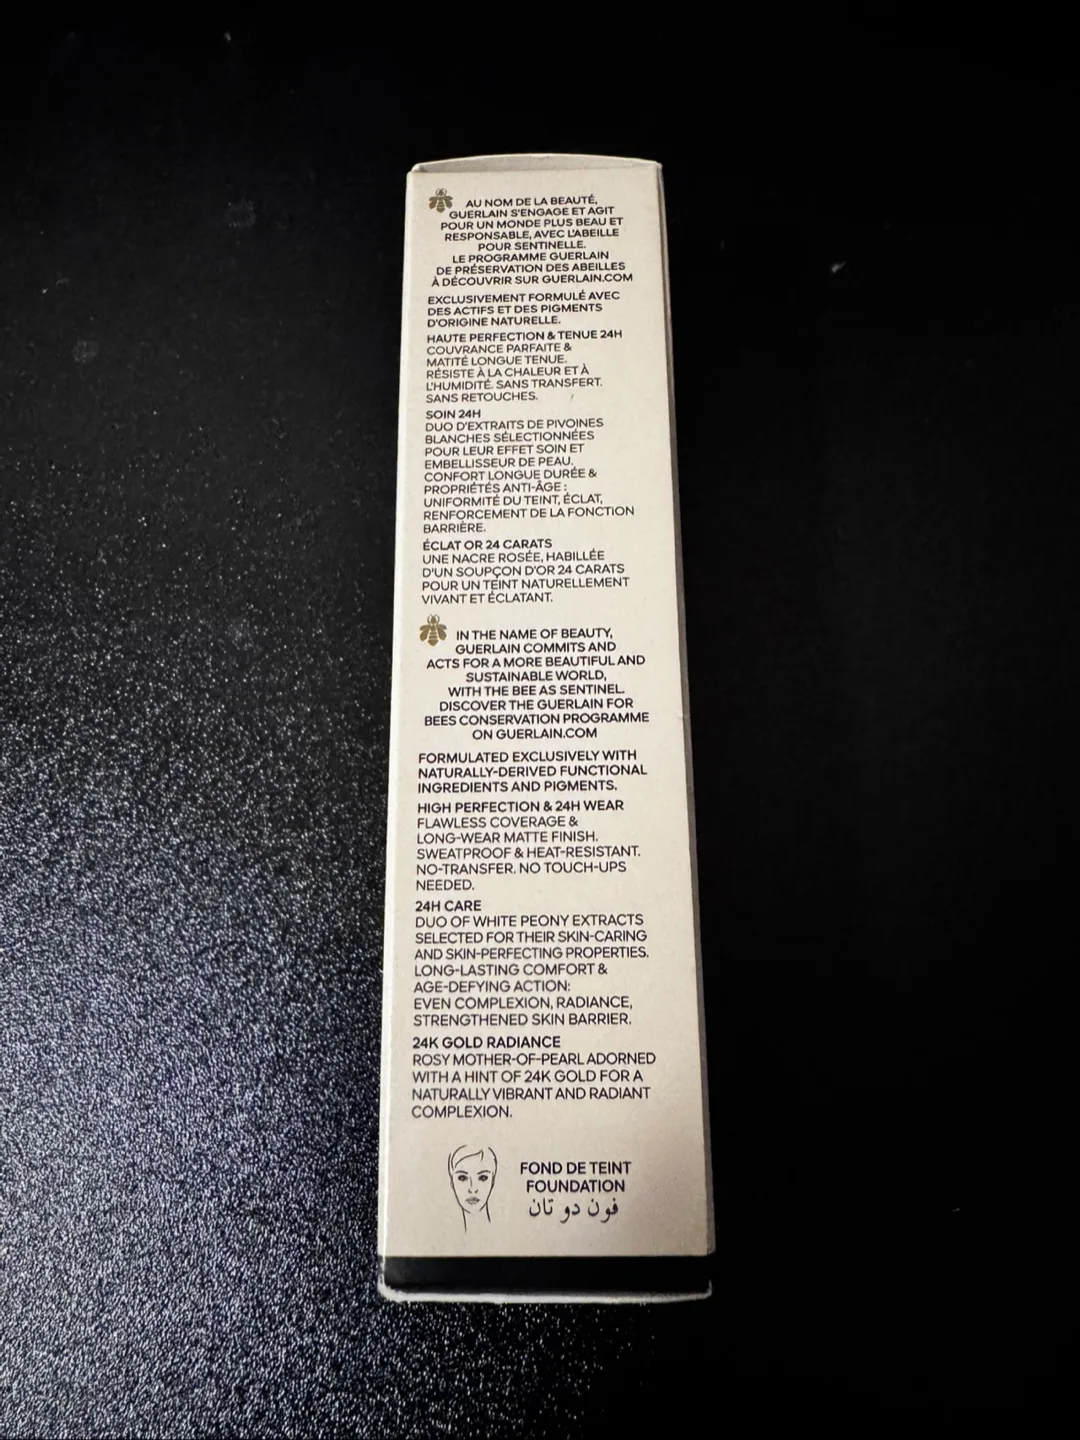 AU NOM DE LA BEAUTÉ,
GUERLAIN S'ENGAGE ET AGIT
POUR UN MONDE PLUS BEAU ET
RESPONSABLE, AVEC L'ABEILLE
POUR SENTINELLE.
LE PROGRAMME GUERLAIN
DE PRÉSERVATION DES ABEILLES
À DÉCOUVRIR SUR GUERLAIN.COM
EXCLUSIVEMENT FORMULÉ AVEC
DES ACTIFS ET DES PIGMENTS
D'ORIGINE NATURELLE.
HAUTE PERFECTION & TENUE 24H
COUVRANCE PARFAITE &
MATITÉ LONGUE TENUE.
RÉSISTE À LA CHALEUR ET À
L'HUMIDITÉ. SANS TRANSFERT.
SANS RETOUCHES.
SOIN 24H
DUO D'EXTRAITS DE PIVOINES
BLANCHES SÉLECTIONNÉES
POUR LEUR EFFET SOIN ET
EMBELLISSEUR DE PEAU.
CONFORT LONGUE DURÉE &
PROPRIÉTÉS ANTI-ÂGE :
UNIFORMITÉ DU TEINT, ÉCLAT,
RENFORCEMENT DE LA FONCTION
BARRIÈRE.
ÉCLAT OR 24 CARATS
UNE NACRE ROSÉE, HABILLÉE
D'UN SOUPÇON D'OR 24 CARATS
POUR UN TEINT NATURELLEMENT
VIVANT ET ÉCLATANT.
IN THE NAME OF BEAUTY,
GUERLAIN COMMITS AND
ACTS FOR A MORE BEAUTIFUL AND
SUSTAINABLE WORLD,
WITH THE BEE AS SENTINEL.
DISCOVER THE GUERLAIN FOR
BEES CONSERVATION PROGRAMME
ON GUERLAIN.COM
FORMULATED EXCLUSIVELY WITH
NATURALLY-DERIVED FUNCTIONAL
INGREDIENTS AND PIGMENTS.
HIGH PERFECTION & 24H WEAR
FLAWLESS COVERAGE &
LONG-WEAR MATTE FINISH.
SWEATPROOF & HEAT-RESISTANT.
NO-TRANSFER. NO TOUCH-UPS
NEEDED.
24H CARE
DUO OF WHITE PEONY EXTRACTS
SELECTED FOR THEIR SKIN-CARING
AND SKIN-PERFECTING PROPERTIES.
LONG-LASTING COMFORT &
AGE-DEFYING ACTION:
EVEN COMPLEXION, RADIANCE,
STRENGTHENED SKIN BARRIER.
24K GOLD RADIANCE
ROSY MOTHER-OF-PEARL ADORNED
WITH A HINT OF 24K GOLD FOR A
NATURALLY VIBRANT AND RADIANT
COMPLEXION.
FOND DE TEINT
FOUNDATION
فون دو تان